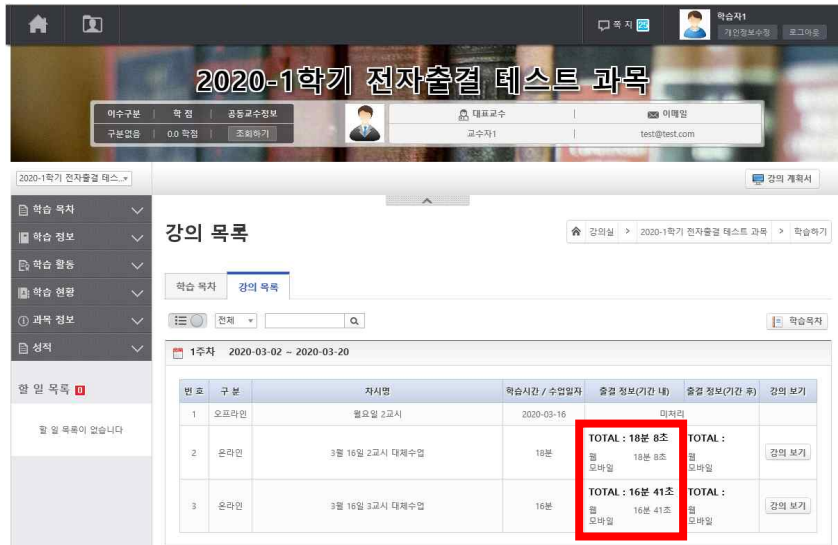 쪽 지
학습자1
개인정보수정 로그아웃
2020-1학기 전자출결 테스트 과목
이수구분 | 학 점 | 공동교수정보
대표교수 | 이메일
구분없음 | 0.0 학점 | 조회하기
교수자1 | test@test.com
2020-1학기 전자출결 테스...
강의 계획서
학습 목차
학습 정보
학습 활동
학습 현황
과목 정보
성적
할 일 목록 0
할 일 목록이 없습니다
강의 목록
강의실 > 2020-1학기 전자출결 테스트 과목 > 학습하기
학습 목차 강의 목록
전체
학습목차
1주차 2020-03-02 ~ 2020-03-20
번 호 구 분 차시명 학습시간 / 수업일자 출결 정보(기간 내) 출결 정보(기간 후) 강의 보기
1 오프라인 월요일 2교시 2020-03-16 미처리
2 온라인 3월 16일 2교시 대체수업 18분
TOTAL : 18분 8초
웹 18분 8초
모바일
TOTAL :
웹
모바일
강의 보기
3 온라인 3월 16일 3교시 대체수업 16분
TOTAL : 16분 41초
웹 16분 41초
모바일
TOTAL :
웹
모바일
강의 보기